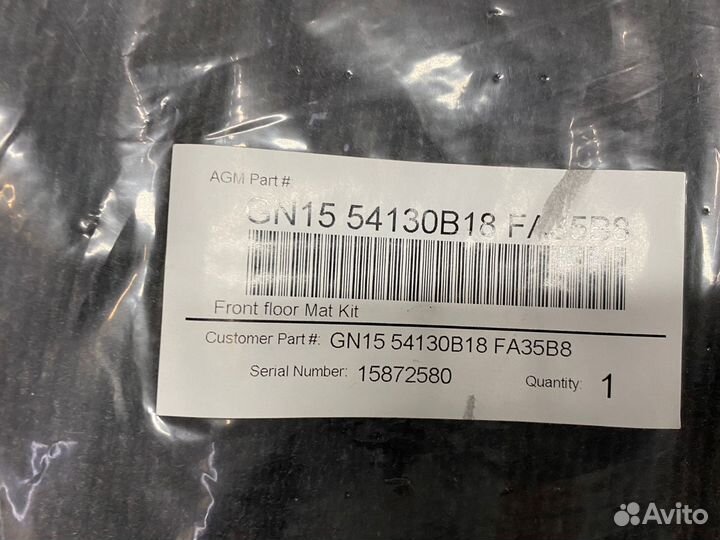 AGM Part #
GN15 54130B18 FA35B8
Front floor Mat Kit
Customer Part #: GN15 54130B18 FA35B8
Serial Number: 15872580 Quantity: 1
Avito